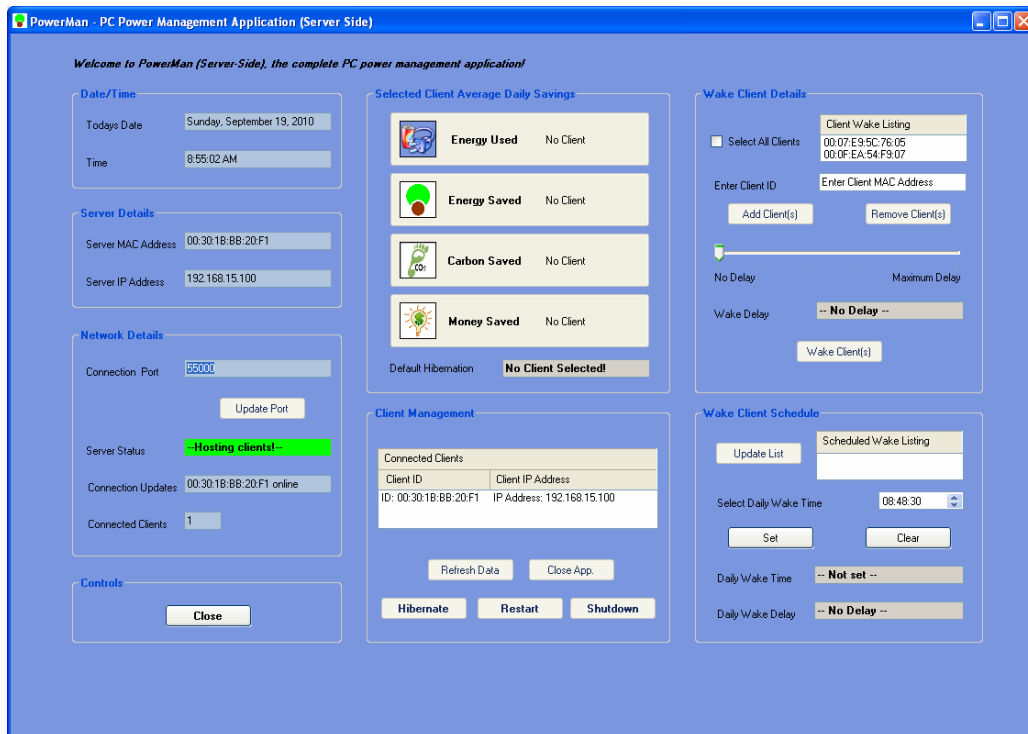 PowerMan - PC Power Management Application (Server Side)
Welcome to PowerMan (Server-Side), the complete PC power management application!
Date/Time
Todays Date
Sunday, September 19, 2010
Time
8:55:02 AM
Server Details
Server MAC Address
00:30:1B:BB:20:F1
Server IP Address
192.168.15.100
Network Details
Connection Port
55000
Update Port
Server Status
--Hosting clients!--
Connection Updates
00:30:1B:BB:20:F1 online
Connected Clients
1
Controls
Close
Selected Client Average Daily Savings
Energy Used No Client
Energy Saved No Client
CO2
Carbon Saved No Client
$
Money Saved No Client
Default Hibernation
No Client Selected!
Client Management
Connected Clients
Client ID Client IP Address
ID: 00:30:1B:BB:20:F1 IP Address: 192.168.15.100
Refresh Data
Close App.
Hibernate
Restart
Shutdown
Wake Client Details
Select All Clients
Client Wake Listing
00:07:E9:5C:76:05
00:0F:EA:54:F9:07
Enter Client ID
Enter Client MAC Address
Add Client(s)
Remove Client(s)
No Delay
Maximum Delay
Wake Delay
-- No Delay --
Wake Client(s)
Wake Client Schedule
Update List
Scheduled Wake Listing
Select Daily Wake Time
08:48:30
Set
Clear
Daily Wake Time
-- Not set --
Daily Wake Delay
-- No Delay --